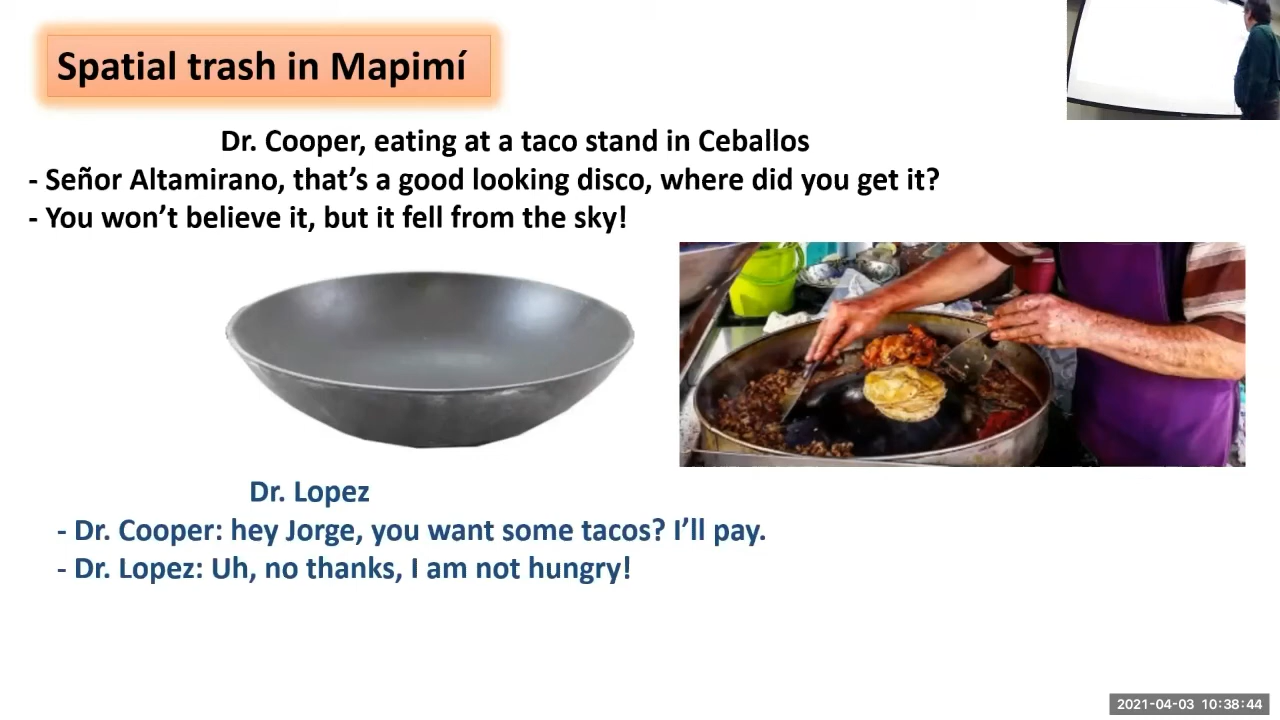 Spatial trash in Mapimí
Dr. Cooper, eating at a taco stand in Ceballos
- Señor Altamirano, that’s a good looking disco, where did you get it?
- You won’t believe it, but it fell from the sky!
Dr. Lopez
- Dr. Cooper: hey Jorge, you want some tacos? I’ll pay.
- Dr. Lopez: Uh, no thanks, I am not hungry!
2021-04-03 10:38:44